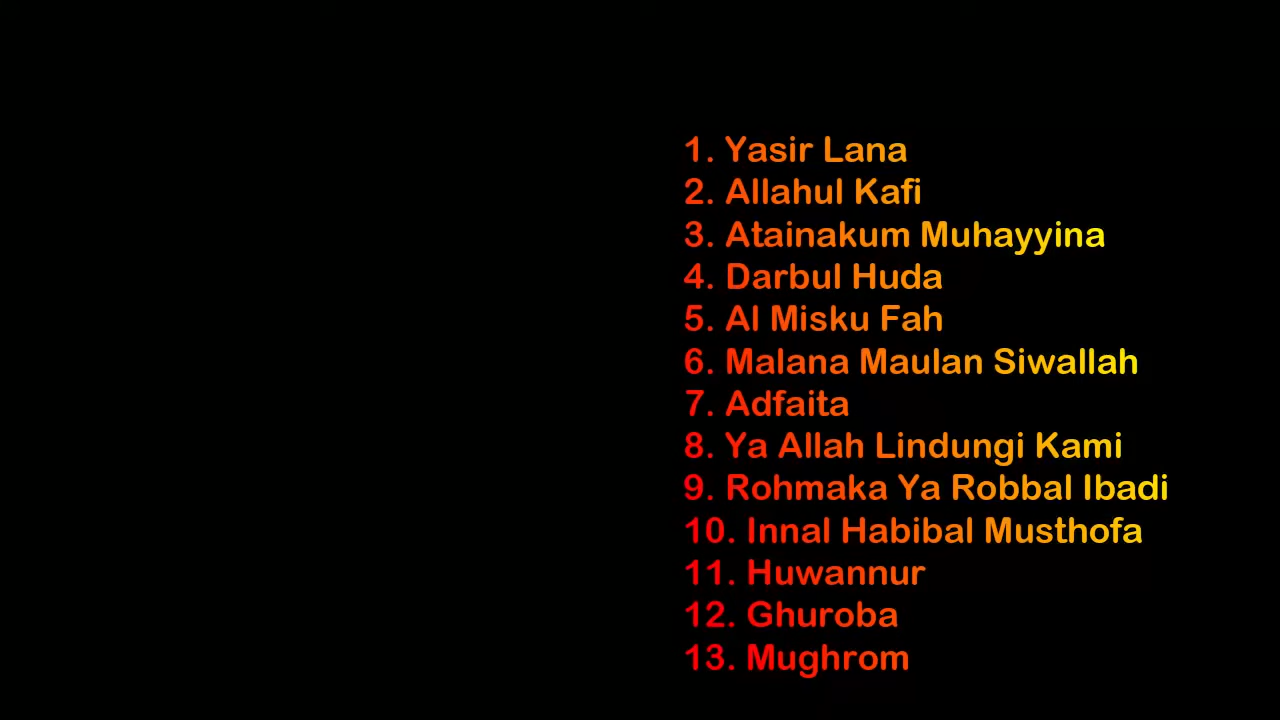 1. Yasir Lana
2. Allahul Kafi
3. Atainakum Muhayyina
4. Darbul Huda
5. Al Misku Fah
6. Malana Maulan Siwallah
7. Adfaita
8. Ya Allah Lindungi Kami
9. Rohmaka Ya Robbal Ibadi
10. Innal Habibal Musthofa
11. Huwannur
12. Ghuroba
13. Mughrom